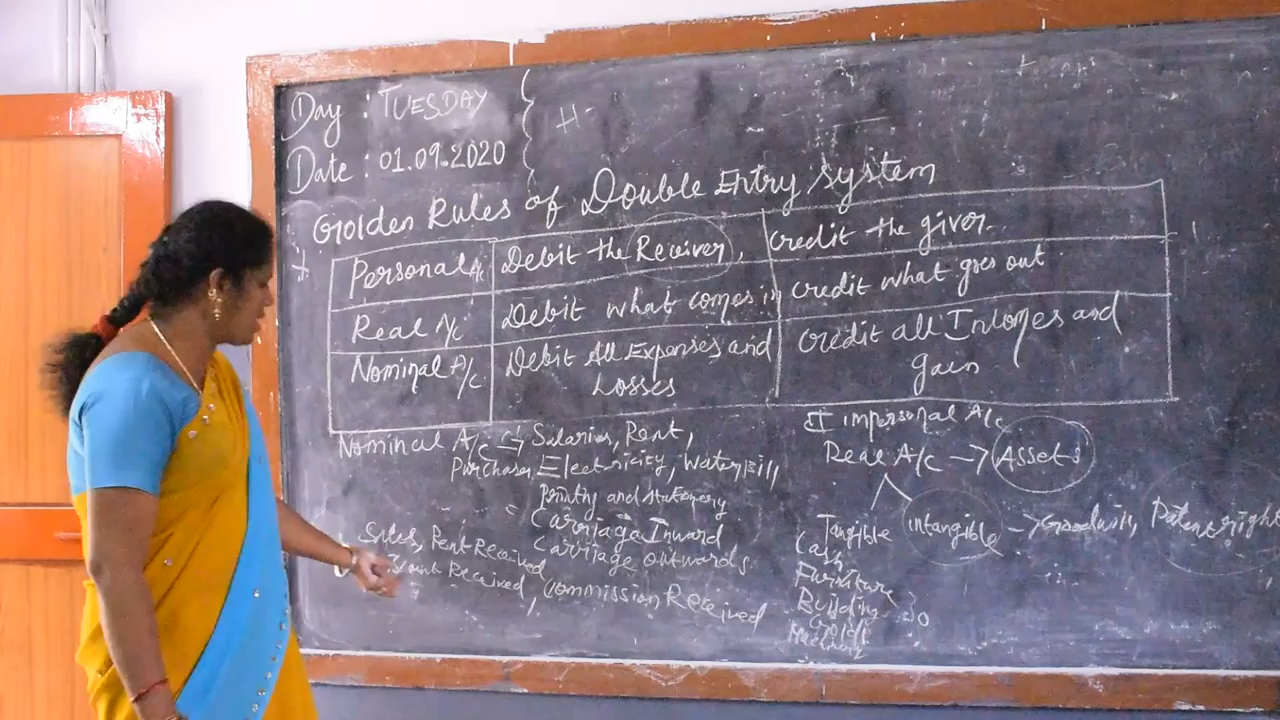 Day : TUESDAY
Date : 01.09.2020
H-
Golden Rules of Double Entry System
Personal A/c Debit the Receiver, credit the giver.
Real A/c Debit what comes in credit what goes out.
Nominal A/c. Debit All Expenses and Losses credit all Incomes and gain
Nominal A/c → Salaries, Rent,
Purchases, Electricity, Water Bill,
Printing and stationery
Carriage Inward
Carriage outwards.
Sales, Rent Received
Received, Commission Received
II impersonal A/c
Real A/c → Assets
Tangible intangible → Goodwill,
Cash
Furniture
Building
Gold